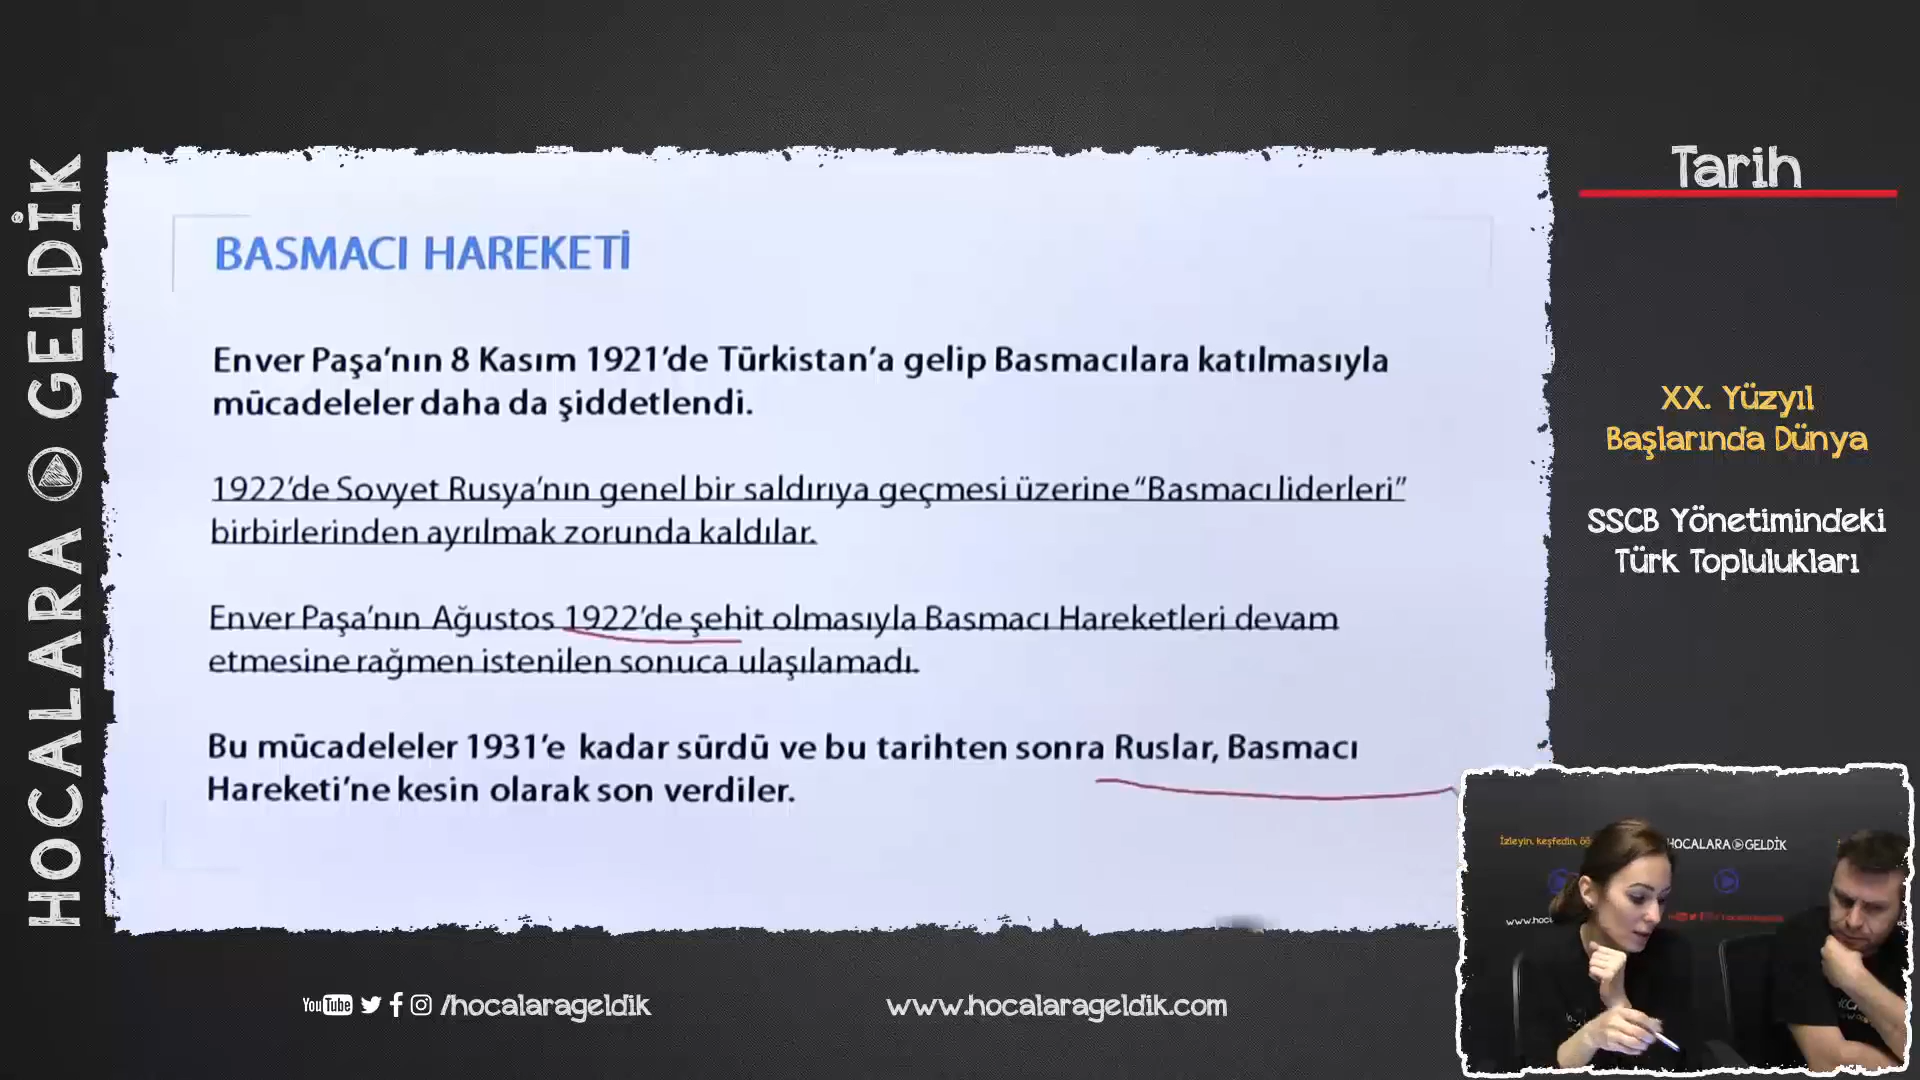 HOCALARA GELDİK
Tarih
BASMACI HAREKETİ
Enver Paşa'nın 8 Kasım 1921'de Türkistan'a gelip Basmacılara katılmasıyla
mücadeleler daha da şiddetlendi.
1922'de Sovyet Rusya'nın genel bir saldırıya geçmesi üzerine "Basmacı liderleri"
birbirlerinden ayrılmak zorunda kaldılar.
Enver Paşa'nın Ağustos 1922'de şehit olmasıyla Basmacı Hareketleri devam
etmesine rağmen istenilen sonuca ulaşılamadı.
Bu mücadeleler 1931'e kadar sürdü ve bu tarihten sonra Ruslar, Basmacı
Hareketi'ne kesin olarak son verdiler.
XX. Yüzyıl
Başlarında Dünya
SSCB Yönetimindeki
Türk Toplulukları
İzleyin, keşfedin,
HOCALARA GELDİK
YouTube /hocalarageldik
www.hocalarageldik.com